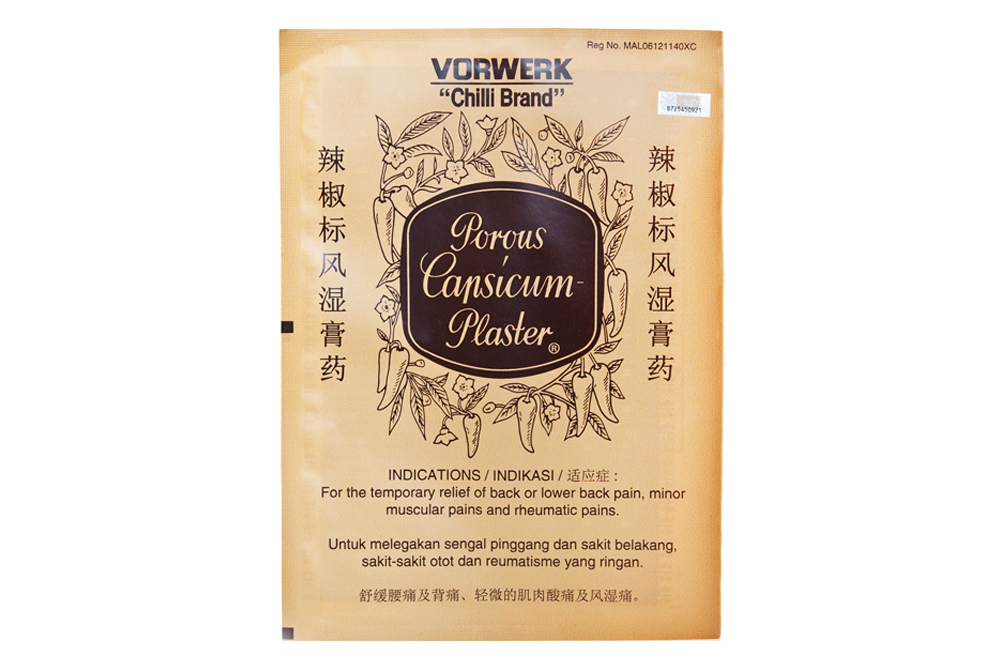 Reg No. MAL06121140XC
VORWERK
“Chilli Brand”
8725450921
辣椒标风湿膏药
Porous
Capsicum-
Plaster®
辣椒标风湿膏药
INDICATIONS / INDIKASI / 适应症 :
For the temporary relief of back or lower back pain, minor
muscular pains and rheumatic pains.
Untuk melegakan sengal pinggang dan sakit belakang,
sakit-sakit otot dan reumatisme yang ringan.
舒缓腰痛及背痛、轻微的肌肉酸痛及风湿痛。